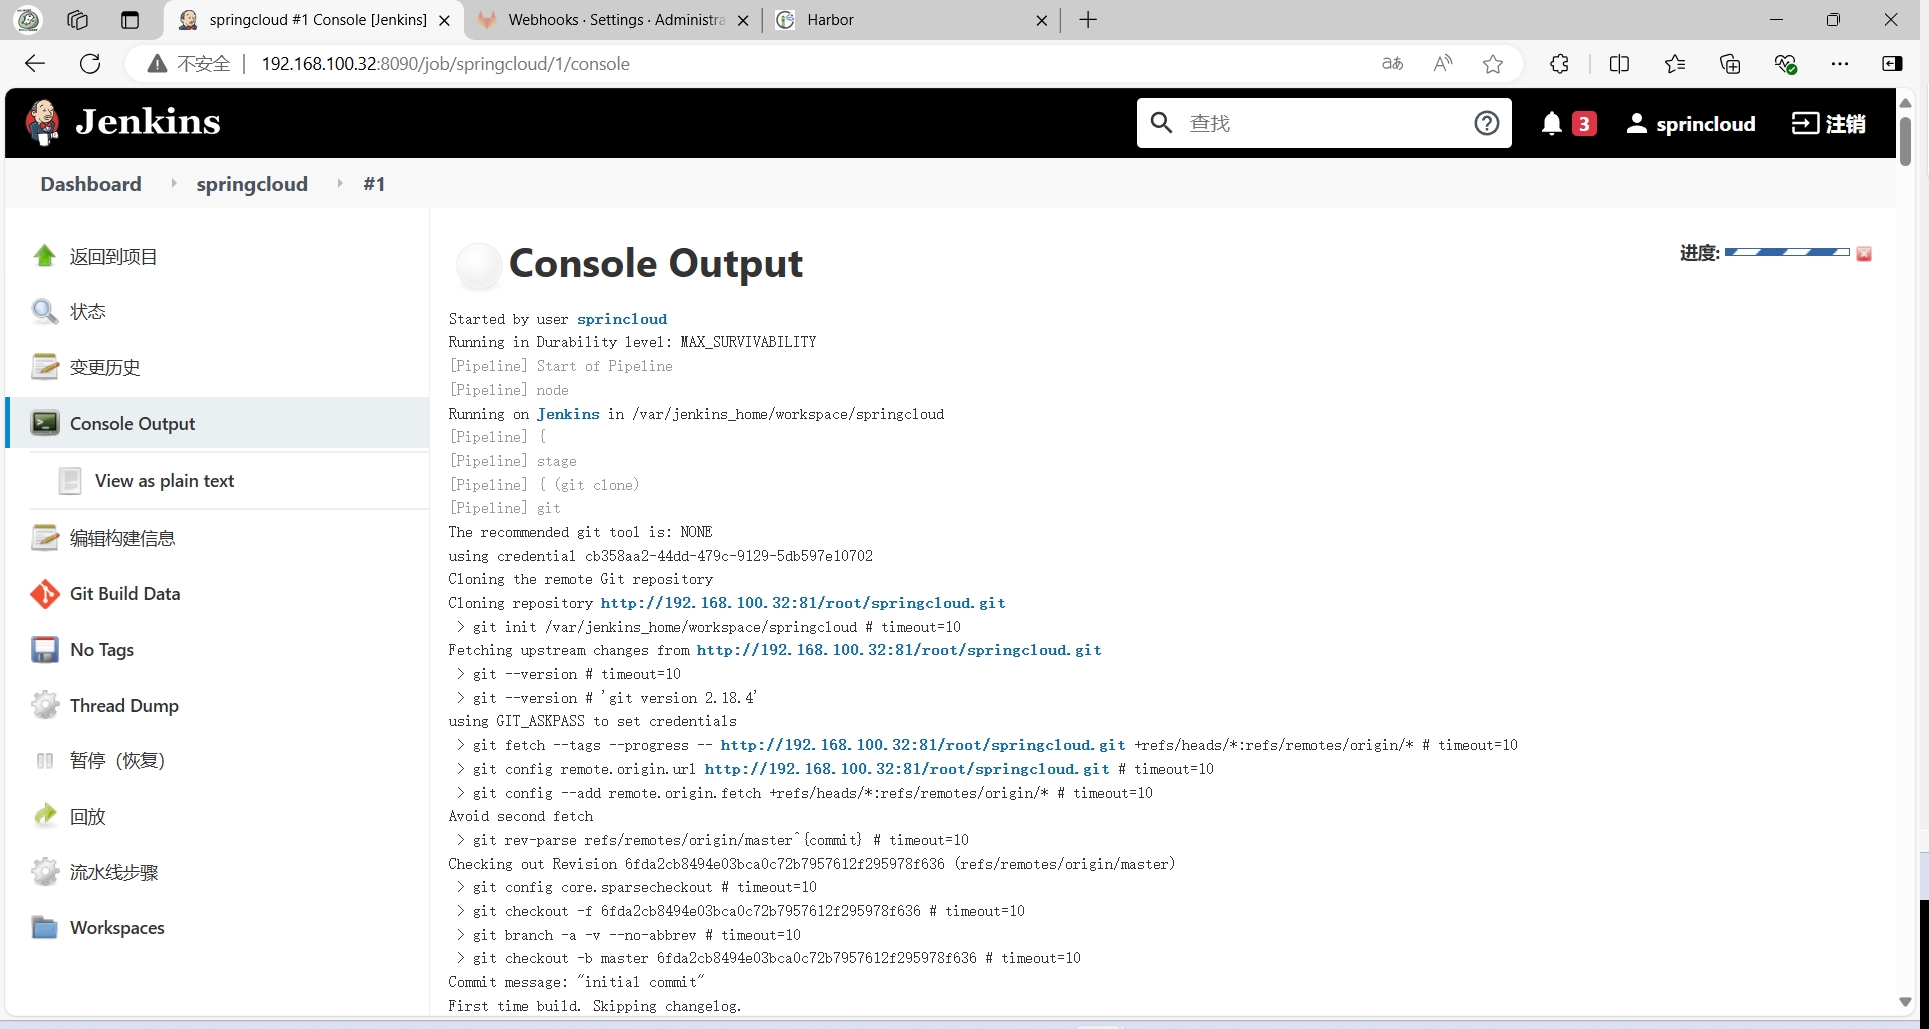 springcloud #1 Console [Jenkins]
Webhooks · Settings · Administra
Harbor
不安全
192.168.100.32:8090/job/springcloud/1/console
Jenkins
查找
3
sprincloud
注销
Dashboard
springcloud
#1
返回到项目
状态
变更历史
Console Output
View as plain text
编辑构建信息
Git Build Data
No Tags
Thread Dump
暂停（恢复）
回放
流水线步骤
Workspaces
Console Output
进度:
Started by user sprincloud
Running in Durability level: MAX_SURVIVABILITY
[Pipeline] Start of Pipeline
[Pipeline] node
Running on Jenkins in /var/jenkins_home/workspace/springcloud
[Pipeline] {
[Pipeline] stage
[Pipeline] { (git clone)
[Pipeline] git
The recommended git tool is: NONE
using credential cb358aa2-44dd-479c-9129-5db597e10702
Cloning the remote Git repository
Cloning repository http://192.168.100.32:81/root/springcloud.git
> git init /var/jenkins_home/workspace/springcloud # timeout=10
Fetching upstream changes from http://192.168.100.32:81/root/springcloud.git
> git --version # timeout=10
> git --version # 'git version 2.18.4'
using GIT_ASKPASS to set credentials
> git fetch --tags --progress -- http://192.168.100.32:81/root/springcloud.git +refs/heads/*:refs/remotes/origin/* # timeout=10
> git config remote.origin.url http://192.168.100.32:81/root/springcloud.git # timeout=10
> git config --add remote.origin.fetch +refs/heads/*:refs/remotes/origin/* # timeout=10
Avoid second fetch
> git rev-parse refs/remotes/origin/master^{commit} # timeout=10
Checking out Revision 6fda2cb8494e03bca0c72b7957612f295978f636 (refs/remotes/origin/master)
> git config core.sparsecheckout # timeout=10
> git checkout -f 6fda2cb8494e03bca0c72b7957612f295978f636 # timeout=10
> git branch -a -v --no-abbrev # timeout=10
> git checkout -b master 6fda2cb8494e03bca0c72b7957612f295978f636 # timeout=10
Commit message: "initial commit"
First time build. Skipping changelog.